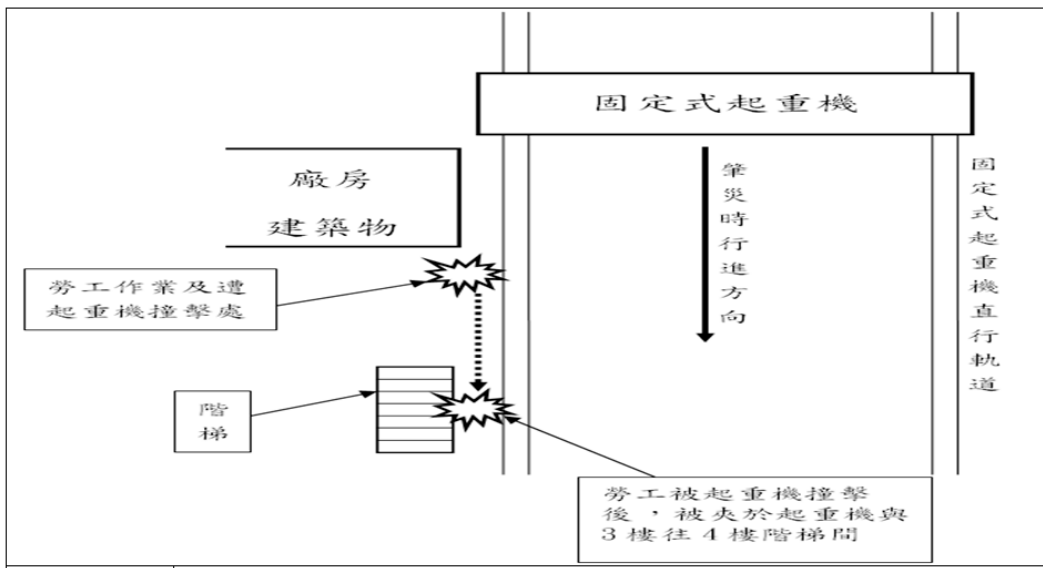 固定式起重機
廠房
建築物
肇災時行進方向
固定式起重機直行軌道
勞工作業及遭
起重機撞擊處
階
梯
勞工被起重機撞擊
後，被夾於起重機與
3樓往4樓階梯間